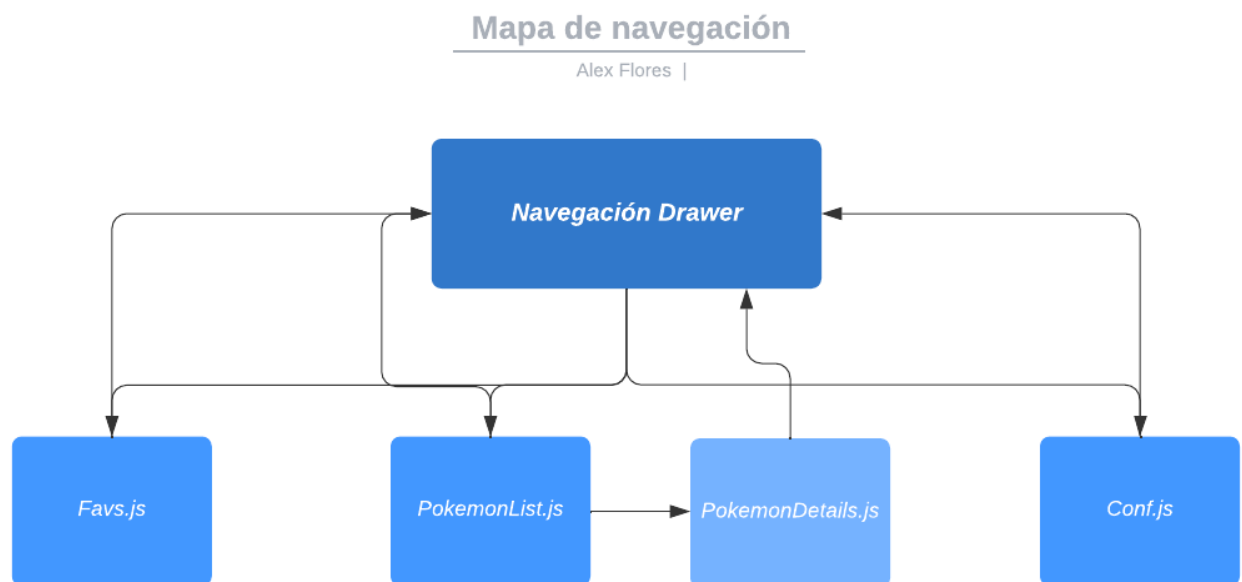 Mapa de navegación
Alex Flores |
Navegación Drawer
Favs.js
PokemonList.js
PokemonDetails.js
Conf.js